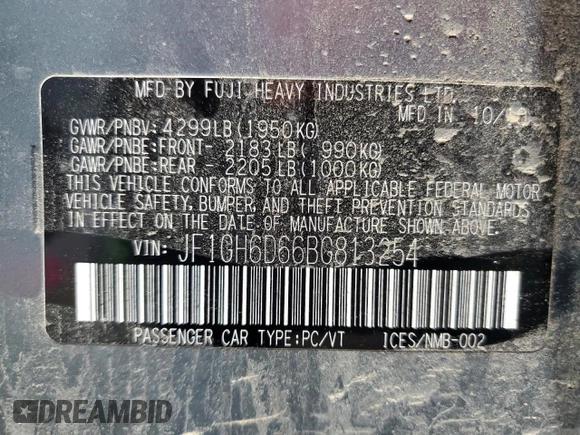 MFD BY FUJI HEAVY INDUSTRIES LTD.
MFD IN 10/
GVWR/PNBV: 4299LB(1950KG)
GAWR/PNBE:FRONT- 2183LB( 990KG)
GAWR/PNBE:REAR - 2205LB(1000KG)
THIS VEHICLE CONFORMS TO ALL APPLICABLE FEDERAL MOTOR
VEHICLE SAFETY, BUMPER, AND THEFT PREVENTION STANDARDS
IN EFFECT ON THE DATE OF MANUFACTURE SHOWN ABOVE.
VIN: JF1GH6D66BG813254
PASSENGER CAR TYPE:PC/VT ICES/NMB-002
DREAMBID